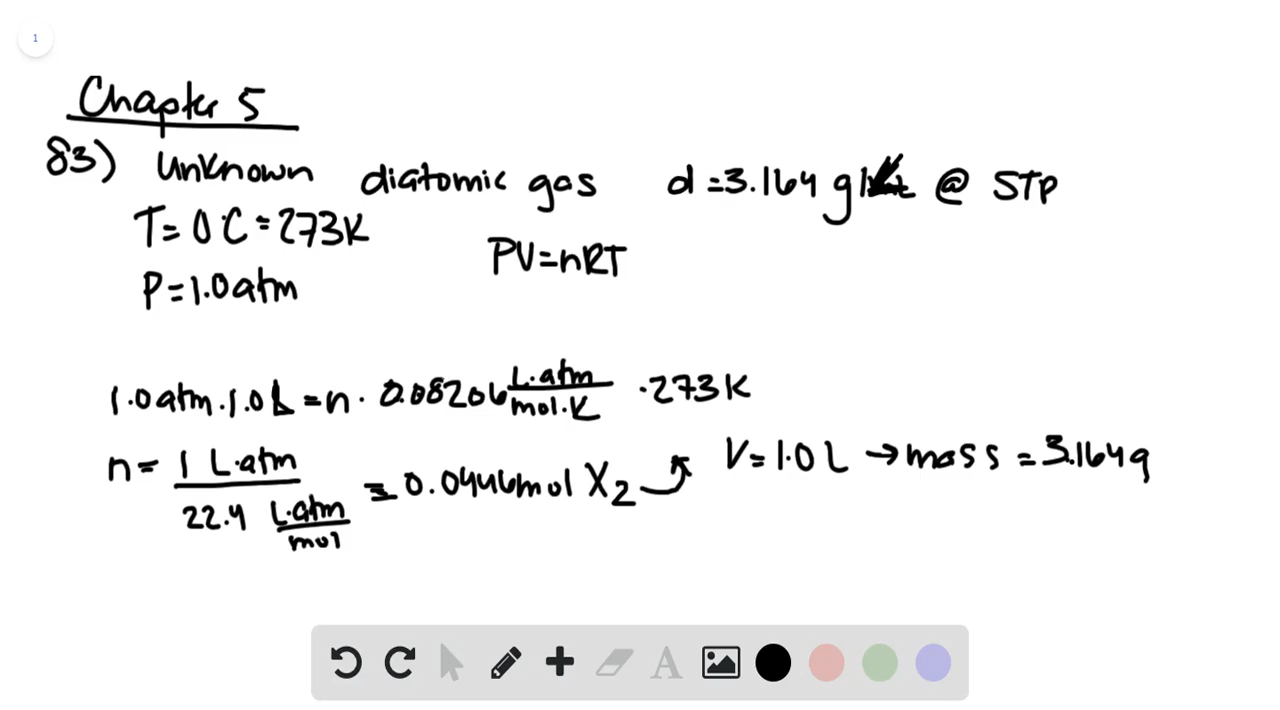 1
Chapter 5
83) Unknown diatomic gas d = 3.164 g/L @ STP
T = 0°C = 273K
PV = nRT
P = 1.0 atm
1.0 atm · 1.0 L = n · 0.08206 L·atm/mol·K · 273 K
n = 1 L·atm / 22.4 L·atm/mol = 0.0446 mol X₂ V = 1.0 L → mass = 3.164g
A